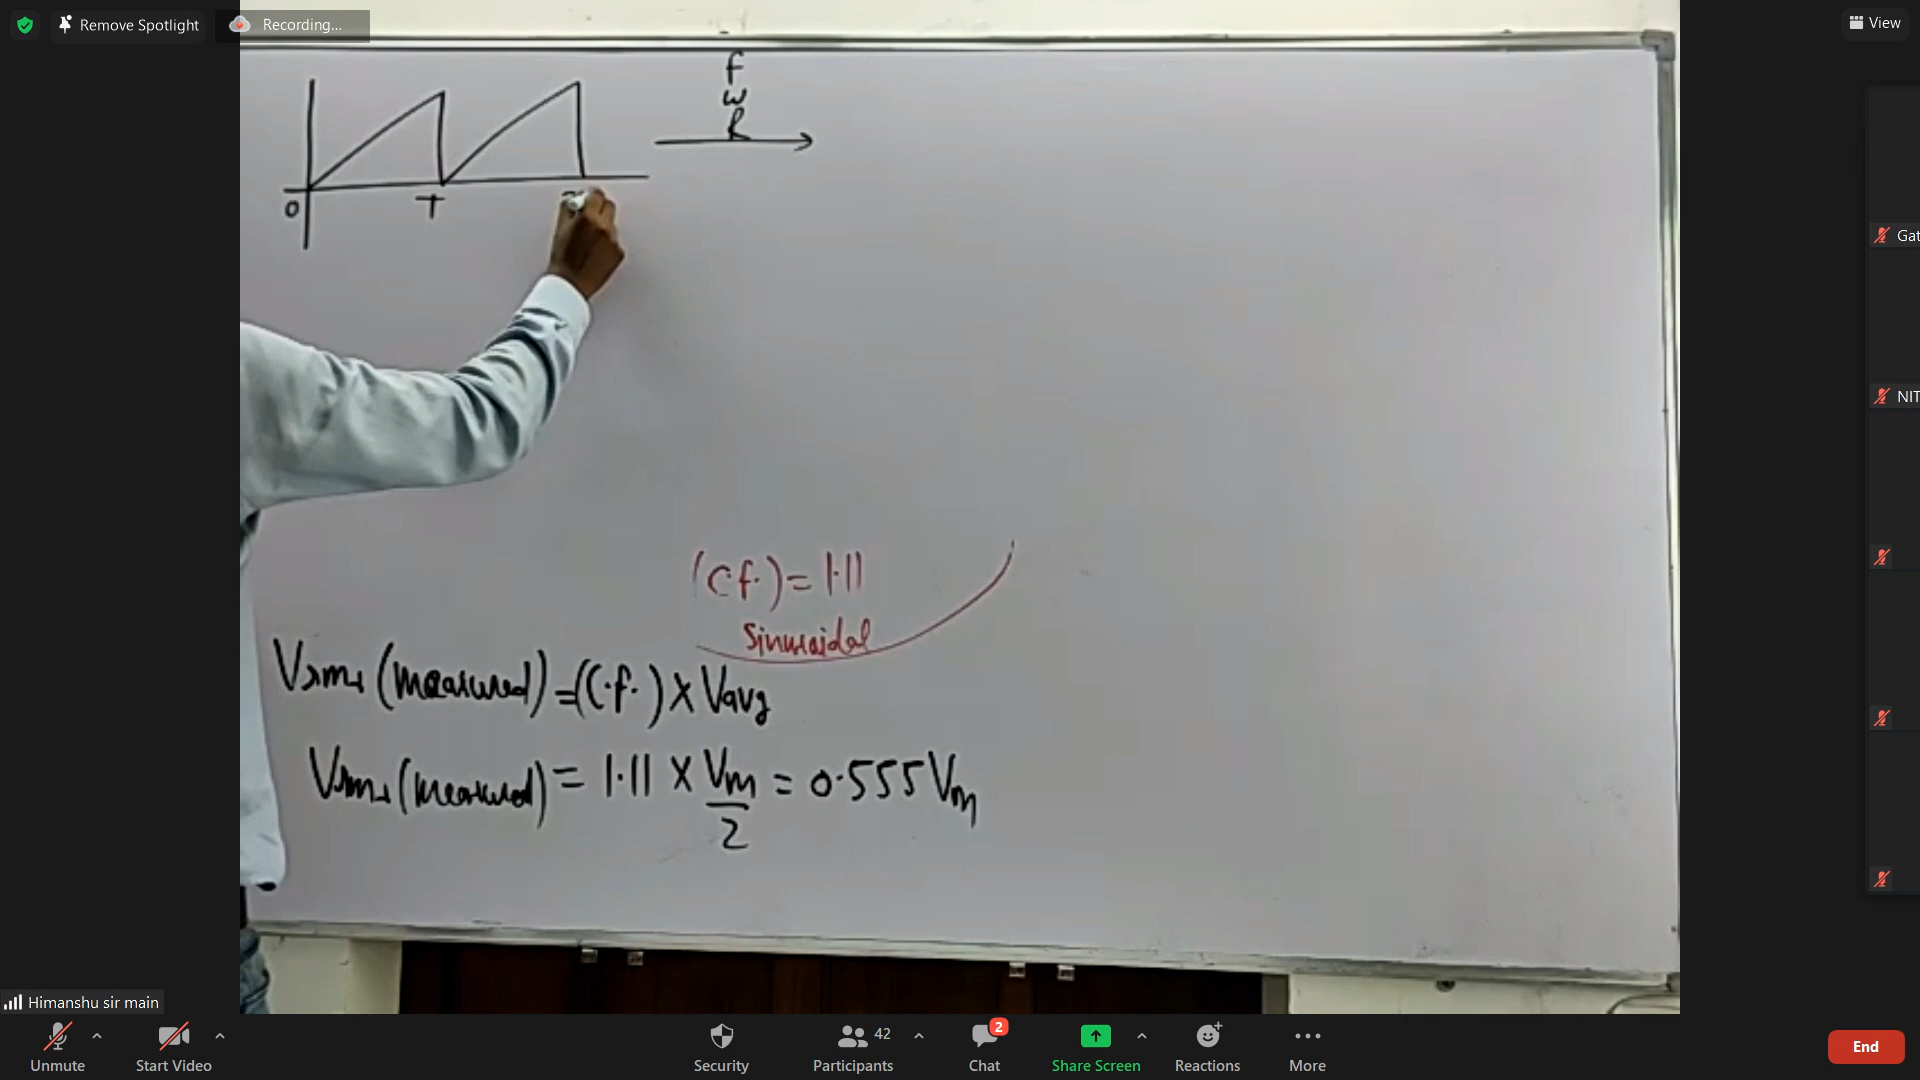 Remove Spotlight
Recording...
View
f
w
R
O
T
Gat
NIT
(C.f.) = 1.11
Sinusoidal
Vrms (measured) = (C.f.) X Vavg
Vrms (measured) = 1.11 X Vm/2 = 0.555 Vm
Himanshu sir main
Unmute
Start Video
Security
42
Participants
2
Chat
Share Screen
Reactions
More
End